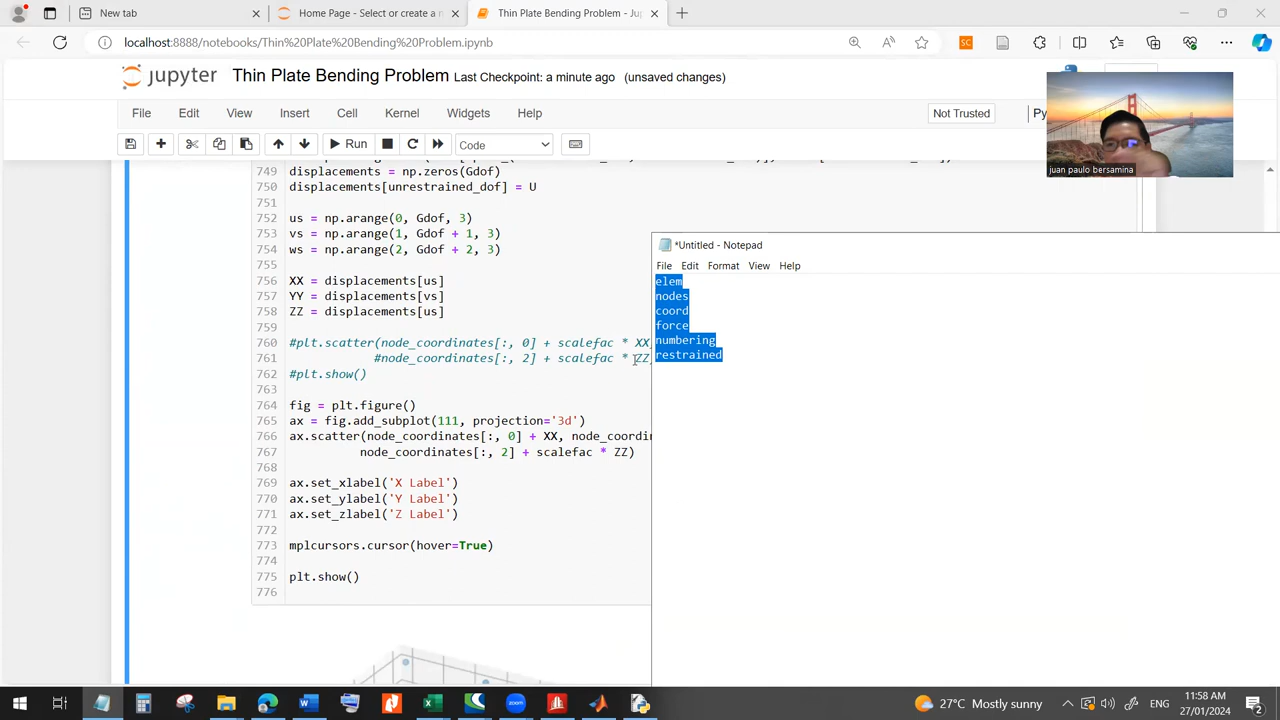 New tab
Home Page - Select or create a n
Thin Plate Bending Problem - Jup
localhost:8888/notebooks/Thin%20Plate%20Bending%20Problem.ipynb
SC
jupyter Thin Plate Bending Problem Last Checkpoint: a minute ago (unsaved changes)
File Edit View Insert Cell Kernel Widgets Help
Not Trusted
Py
Run
Code
juan paulo bersamina
749 displacements = np.zeros(Gdof)
750 displacements[unrestrained_dof] = U
751
752 us = np.arange(0, Gdof, 3)
753 vs = np.arange(1, Gdof + 1, 3)
754 ws = np.arange(2, Gdof + 2, 3)
755
756 XX = displacements[us]
757 YY = displacements[vs]
758 ZZ = displacements[us]
759
760 #plt.scatter(node_coordinates[:, 0] + scalefac * XX
761 #node_coordinates[:, 2] + scalefac * ZZ
762 #plt.show()
763
764 fig = plt.figure()
765 ax = fig.add_subplot(111, projection='3d')
766 ax.scatter(node_coordinates[:, 0] + XX, node_coordin
767 node_coordinates[:, 2] + scalefac * ZZ)
768
769 ax.set_xlabel('X Label')
770 ax.set_ylabel('Y Label')
771 ax.set_zlabel('Z Label')
772
773 mplcursors.cursor(hover=True)
774
775 plt.show()
776
*Untitled - Notepad
File Edit Format View Help
elem
nodes
coord
force
numbering
restrained
zoom
27°C Mostly sunny
ENG
11:58 AM
27/01/2024
2